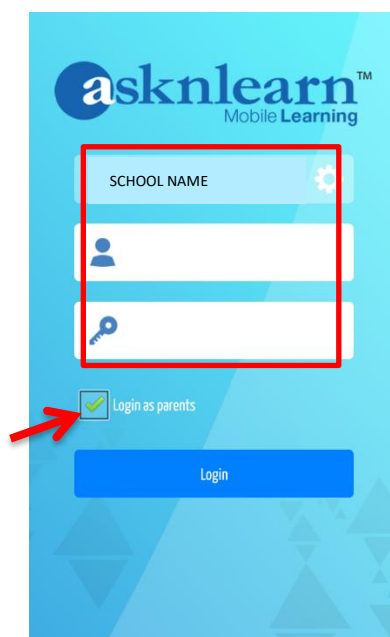 asknlearn™
Mobile Learning
SCHOOL NAME
Login as parents
Login